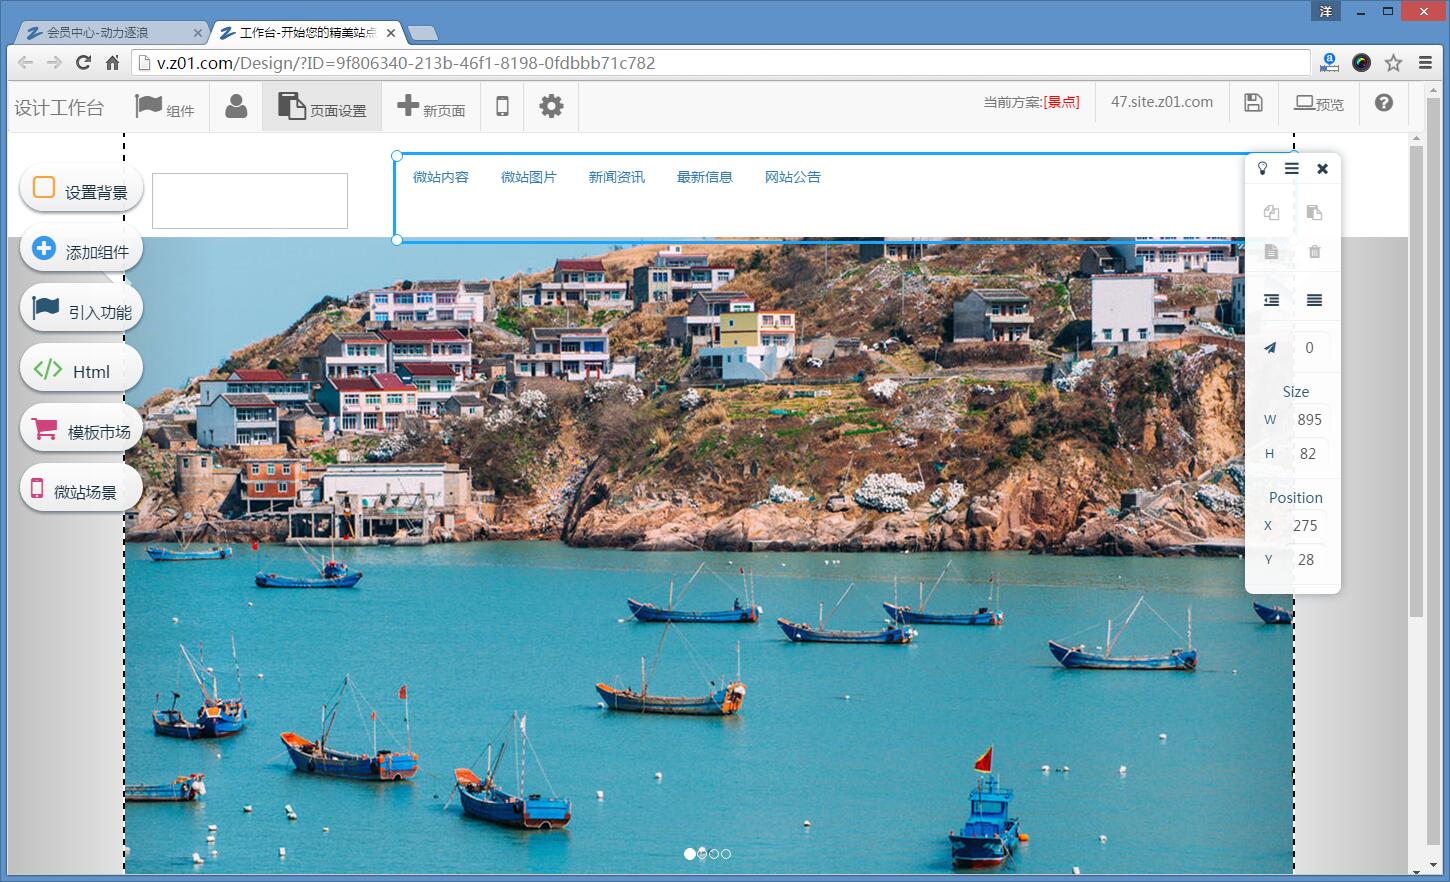 洋
会员中心-动力逐浪
工作台-开始您的精美站点
v.z01.com/Design/?ID=9f806340-213b-46f1-8198-0fdbbb71c782
设计工作台
组件
页面设置
新页面
当前方案:[景点]
47.site.z01.com
预览
微站内容
微站图片
新闻资讯
最新信息
网站公告
设置背景
添加组件
引入功能
Html
模板市场
微站场景
0
Size
W 895
H 82
Position
X 275
Y 28